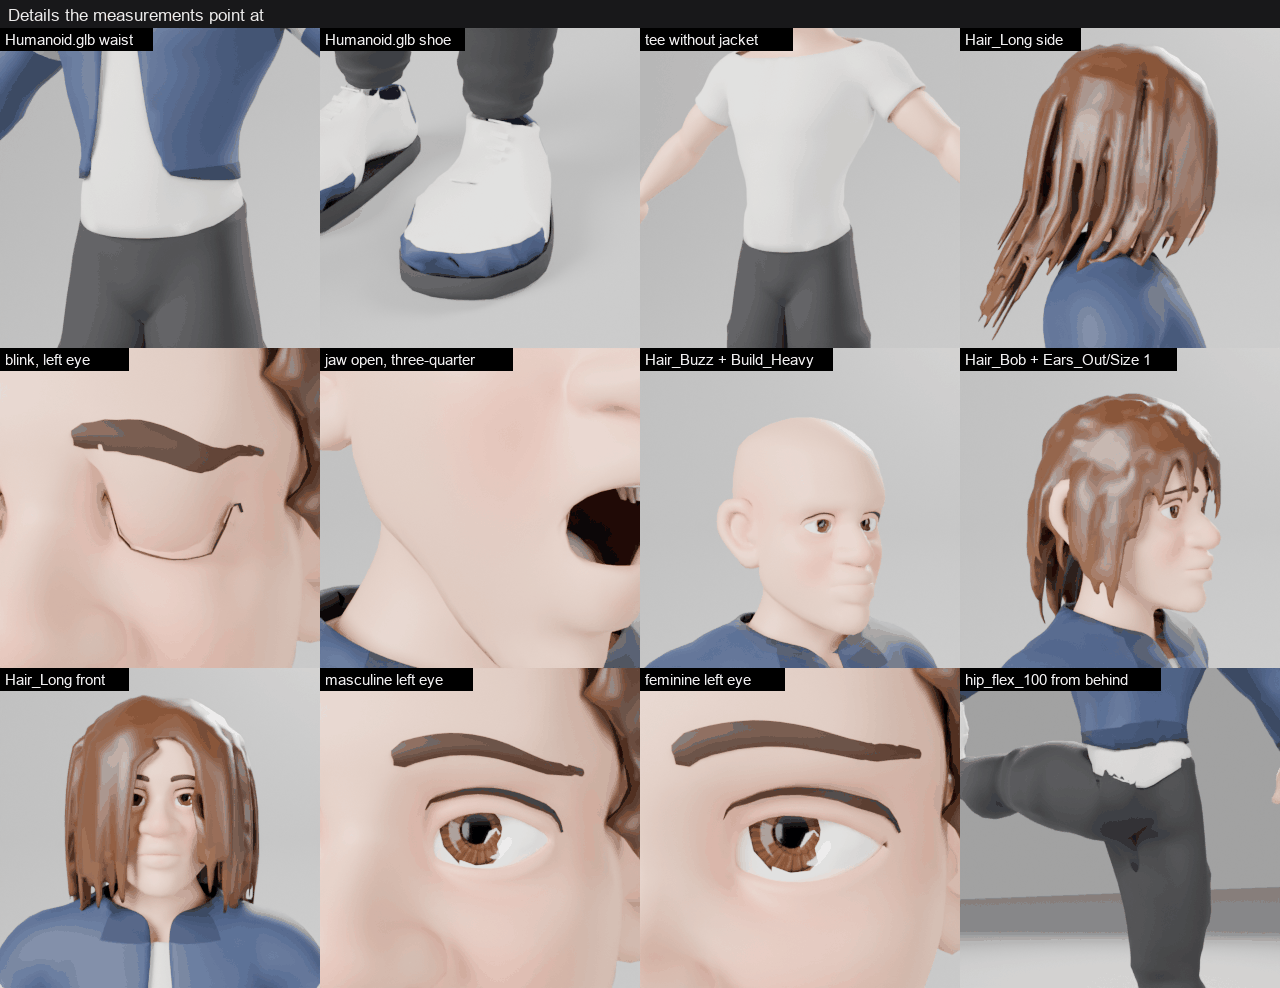 Details the measurements point at
Humanoid.glb waist
Humanoid.glb shoe
tee without jacket
Hair_Long side
blink, left eye
jaw open, three-quarter
Hair_Buzz + Build_Heavy
Hair_Bob + Ears_Out/Size 1
Hair_Long front
masculine left eye
feminine left eye
hip_flex_100 from behind